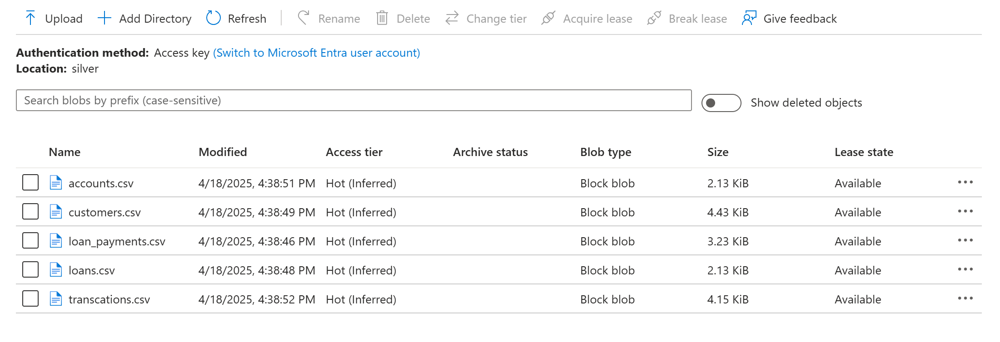 Upload Add Directory Refresh Rename Delete Change tier Acquire lease Break lease Give feedback
Authentication method: Access key (Switch to Microsoft Entra user account)
Location: silver
Search blobs by prefix (case-sensitive) Show deleted objects
Name Modified Access tier Archive status Blob type Size Lease state
accounts.csv 4/18/2025, 4:38:51 PM Hot (Inferred) Block blob 2.13 KiB Available
customers.csv 4/18/2025, 4:38:49 PM Hot (Inferred) Block blob 4.43 KiB Available
loan_payments.csv 4/18/2025, 4:38:46 PM Hot (Inferred) Block blob 3.23 KiB Available
loans.csv 4/18/2025, 4:38:48 PM Hot (Inferred) Block blob 2.13 KiB Available
transcations.csv 4/18/2025, 4:38:52 PM Hot (Inferred) Block blob 4.15 KiB Available